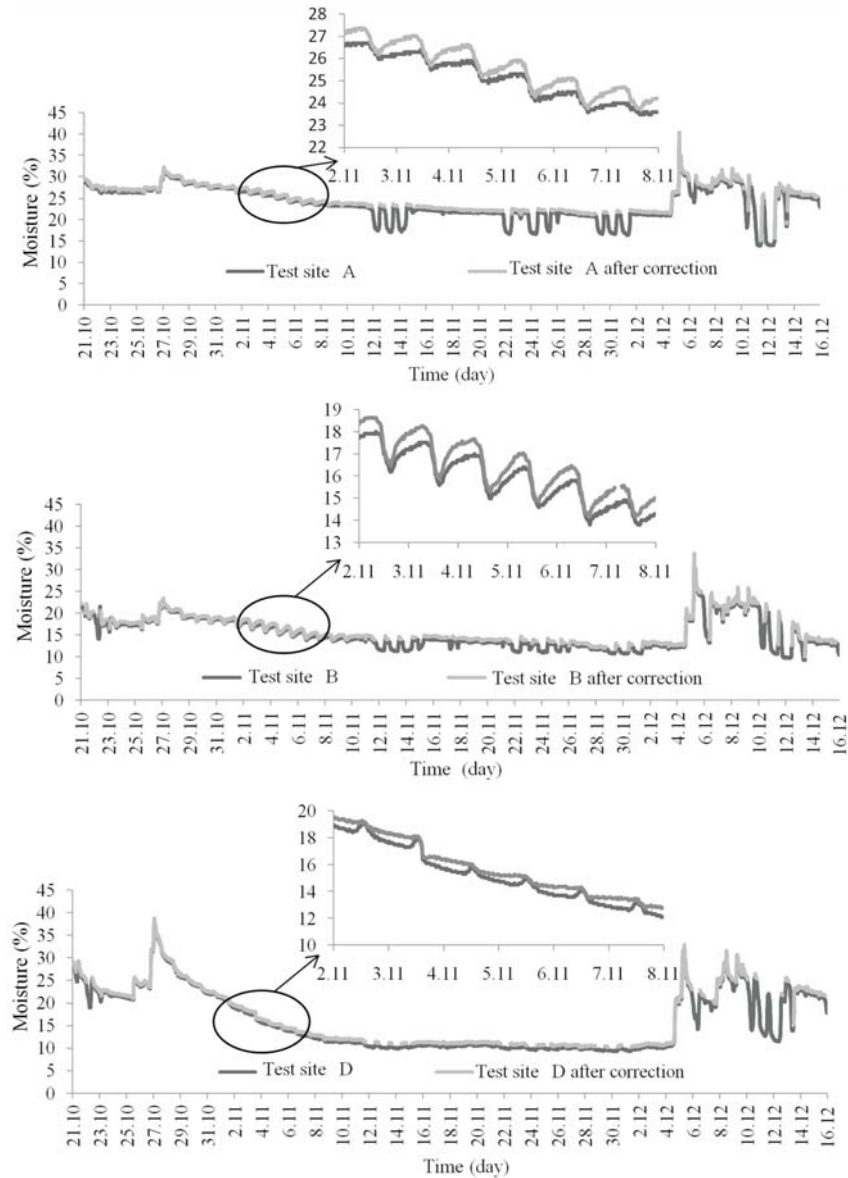 28
27
26
25
24
23
22
2.11 3.11 4.11 5.11 6.11 7.11 8.11
45
40
35
30
25
20
15
10
5
0
Moisture (%)
Test site A
Test site A after correction
21.10 23.10 25.10 27.10 29.10 31.10 2.11 4.11 6.11 8.11 10.11 12.11 14.11 16.11 18.11 20.11 22.11 24.11 26.11 28.11 30.11 2.12 4.12 6.12 8.12 10.12 12.12 14.12 16.12
Time (day)
19
18
17
16
15
14
13
2.11 3.11 4.11 5.11 6.11 7.11 8.11
45
40
35
30
25
20
15
10
5
0
Moisture (%)
Test site B
Test site B after correction
21.10 23.10 25.10 27.10 29.10 31.10 2.11 4.11 6.11 8.11 10.11 12.11 14.11 16.11 18.11 20.11 22.11 24.11 26.11 28.11 30.11 2.12 4.12 6.12 8.12 10.12 12.12 14.12 16.12
Time (day)
20
18
16
14
12
10
2.11 3.11 4.11 5.11 6.11 7.11 8.11
45
40
35
30
25
20
15
10
5
0
Moisture (%)
Test site D
Test site D after correction
21.10 23.10 25.10 27.10 29.10 31.10 2.11 4.11 6.11 8.11 10.11 12.11 14.11 16.11 18.11 20.11 22.11 24.11 26.11 28.11 30.11 2.12 4.12 6.12 8.12 10.12 12.12 14.12 16.12
Time (day)